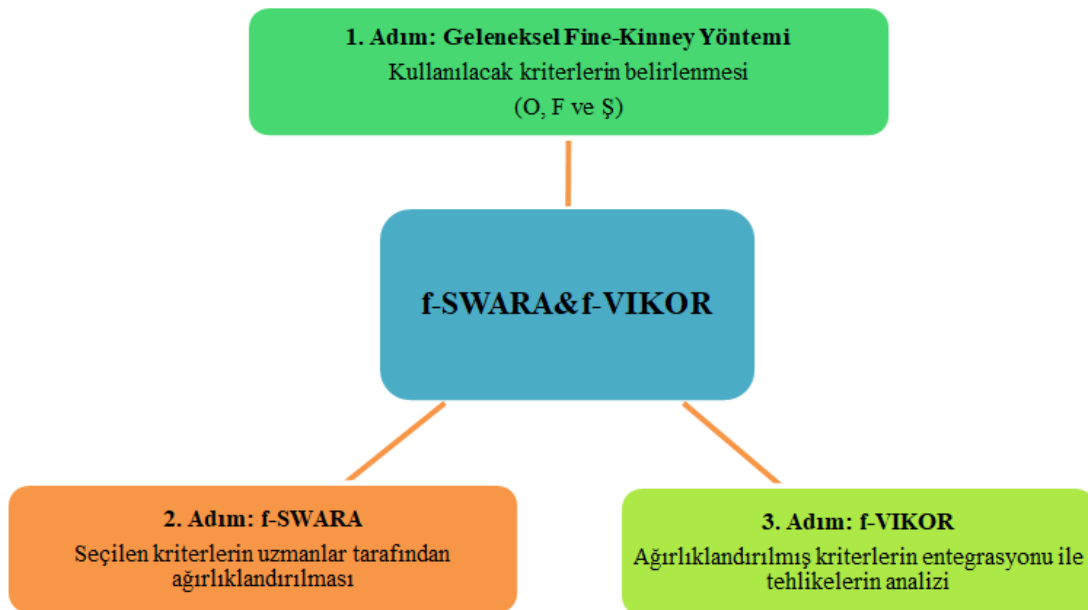 1. Adım: Geleneksel Fine-Kinney Yöntemi
Kullanılacak kriterlerin belirlenmesi
(O, F ve Ş)
f-SWARA&f-VIKOR
2. Adım: f-SWARA
Seçilen kriterlerin uzmanlar tarafından
ağırlıklandırılması
3. Adım: f-VIKOR
Ağırlıklandırılmış kriterlerin entegrasyonu ile
tehlikelerin analizi